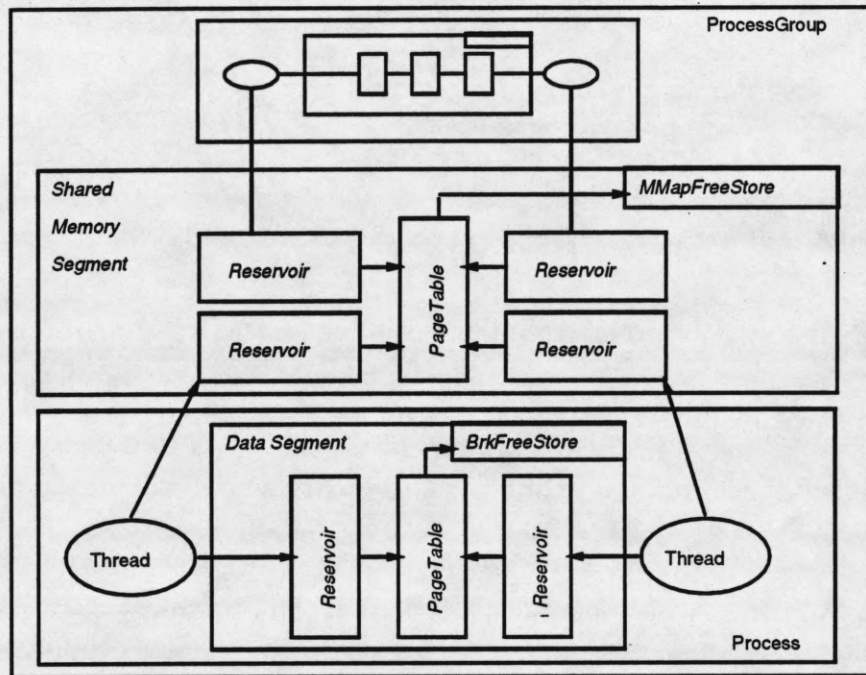 ProcessGroup
Shared
Memory
Segment
MMapFreeStore
Reservoir
PageTable
Reservoir
Reservoir
Reservoir
Data Segment
BrkFreeStore
Thread
Reservoir
PageTable
Reservoir
Thread
Process